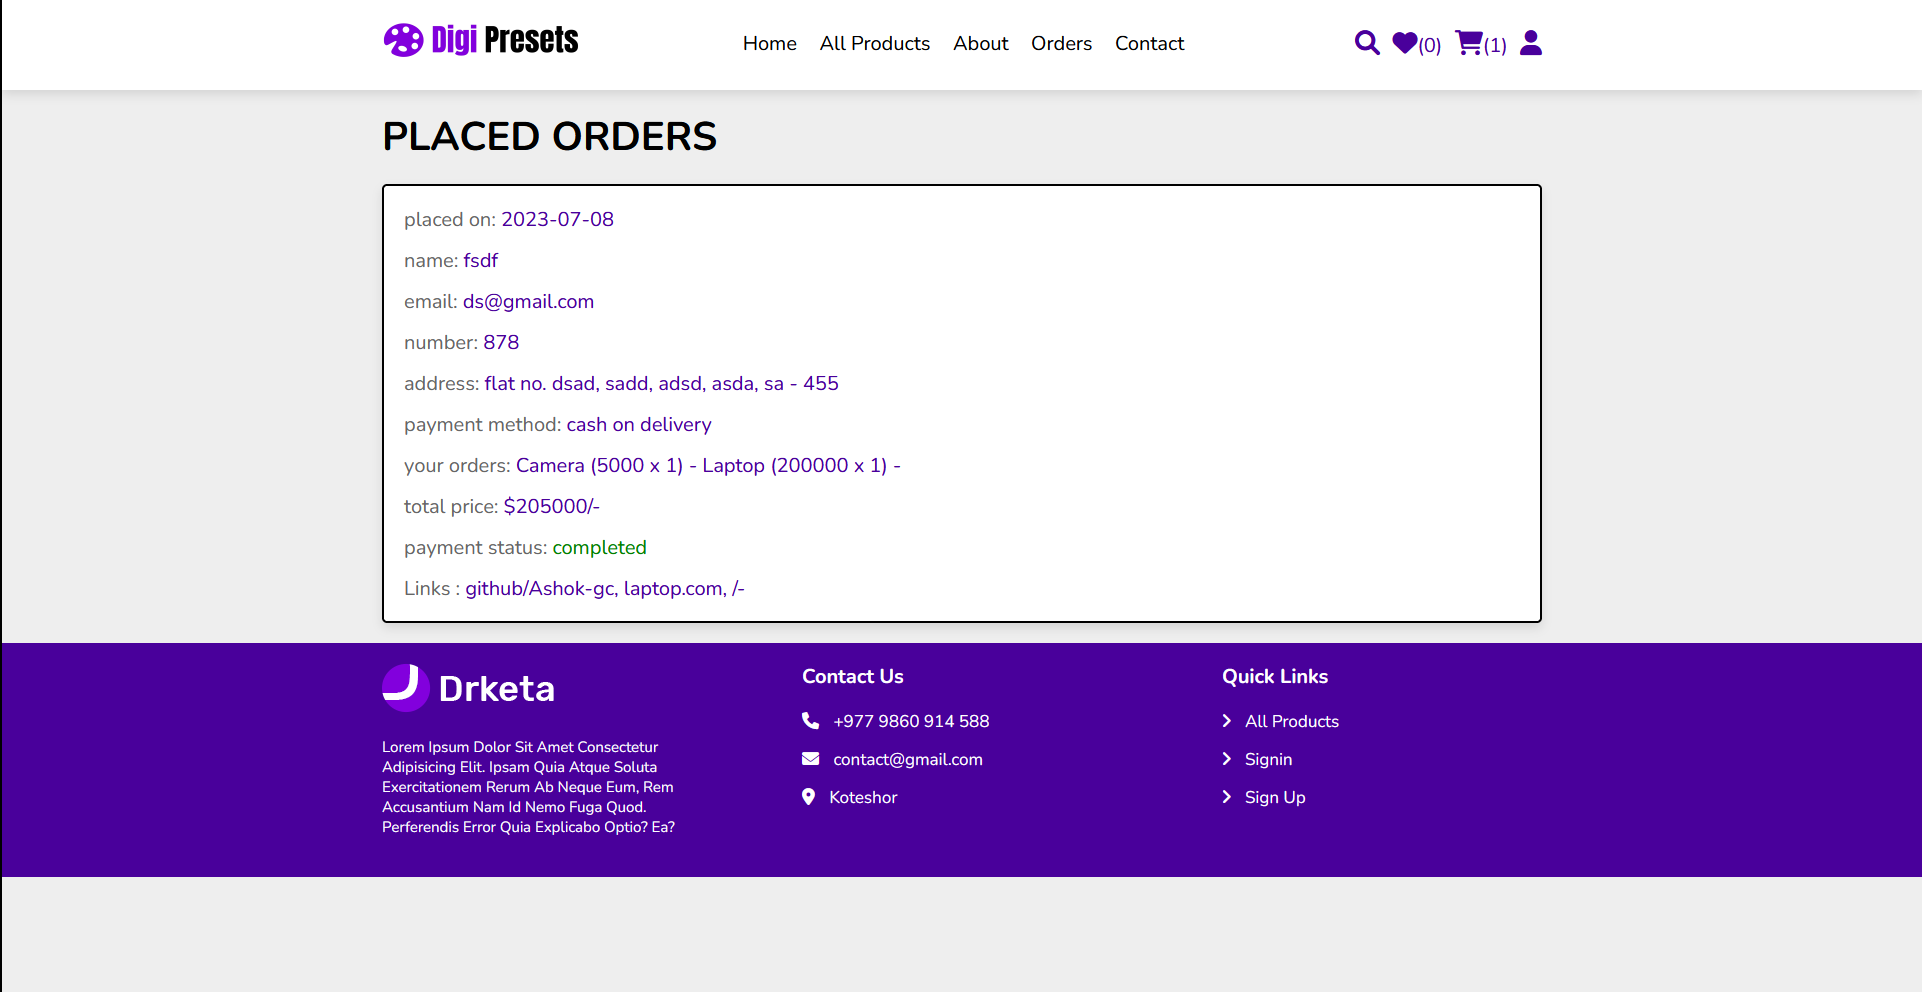 Digi Presets
Home All Products About Orders Contact
(0) (1)
PLACED ORDERS
placed on: 2023-07-08
name: fsdf
email: ds@gmail.com
number: 878
address: flat no. dsad, sadd, adsd, asda, sa - 455
payment method: cash on delivery
your orders: Camera (5000 x 1) - Laptop (200000 x 1) -
total price: $205000/-
payment status: completed
Links : github/Ashok-gc, laptop.com, /-
Drketa
Lorem Ipsum Dolor Sit Amet Consectetur
Adipisicing Elit. Ipsam Quia Atque Soluta
Exercitationem Rerum Ab Neque Eum, Rem
Accusantium Nam Id Nemo Fuga Quod.
Perferendis Error Quia Explicabo Optio? Ea?
Contact Us
+977 9860 914 588
contact@gmail.com
Koteshor
Quick Links
All Products
Signin
Sign Up